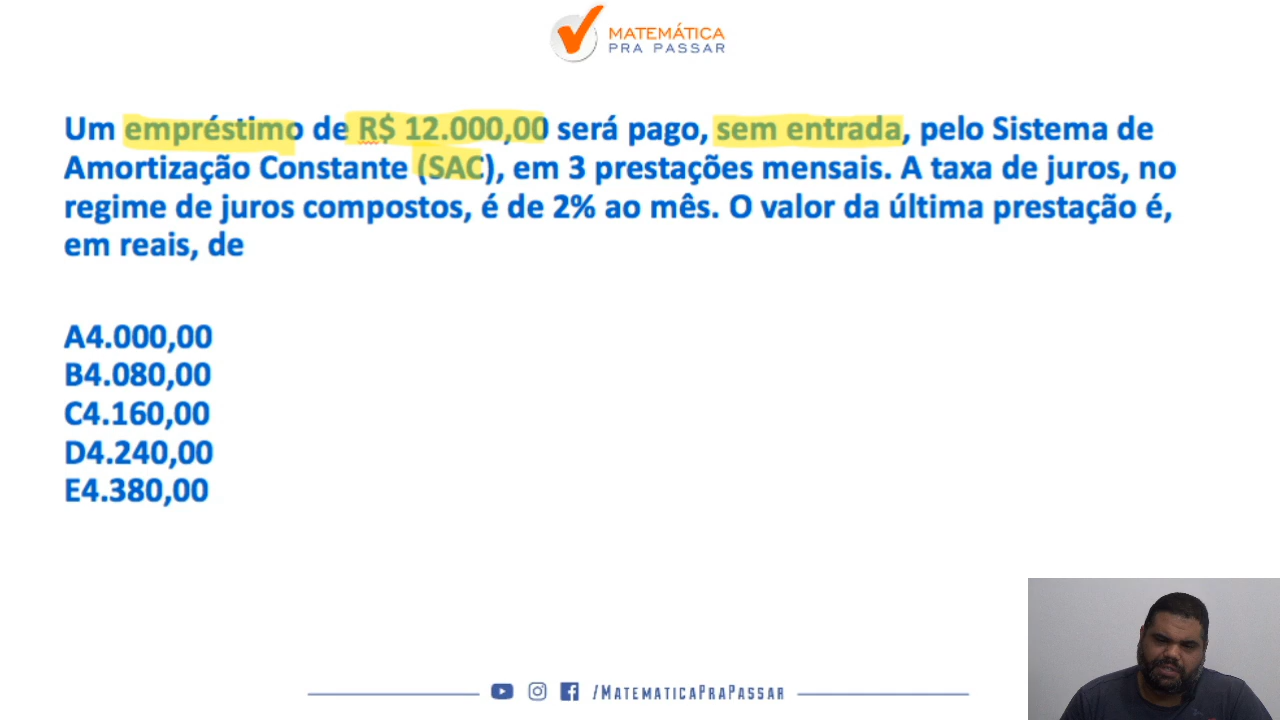 MATEMÁTICA
PRA PASSAR
Um empréstimo de R$ 12.000,00 será pago, sem entrada, pelo Sistema de
Amortização Constante (SAC), em 3 prestações mensais. A taxa de juros, no
regime de juros compostos, é de 2% ao mês. O valor da última prestação é,
em reais, de
A4.000,00
B4.080,00
C4.160,00
D4.240,00
E4.380,00
/MATEMATICAPRAPASSAR